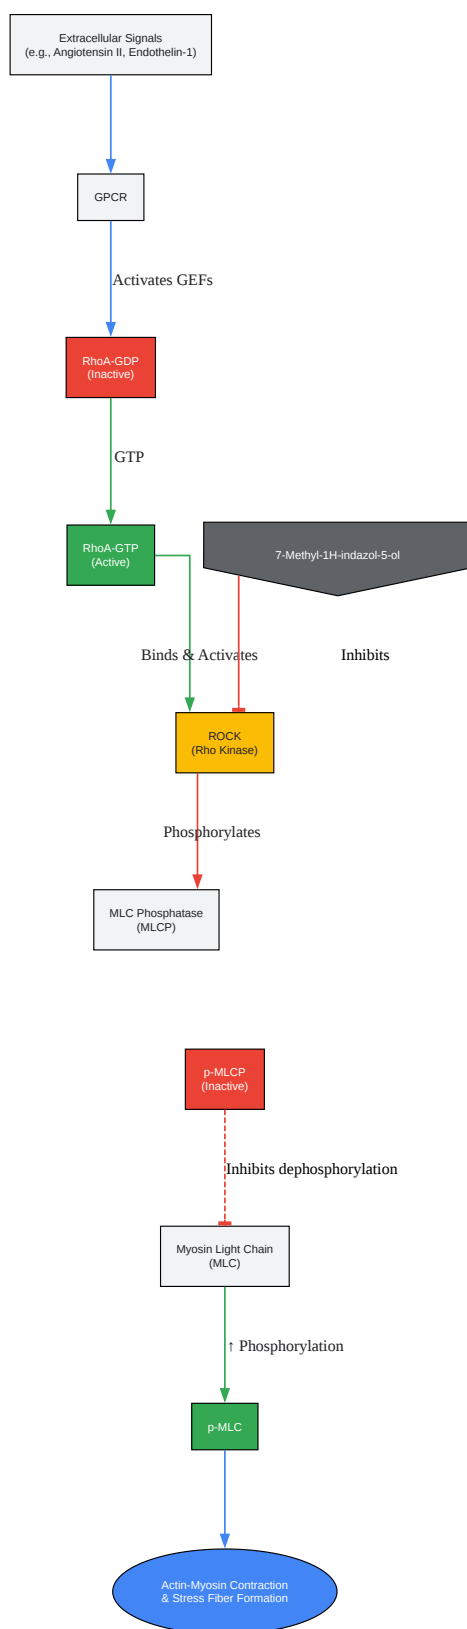 Extracellular Signals
(e.g., Angiotensin II, Endothelin-1)
GPCR
Activates GEFs
RhoA-GDP
(Inactive)
GTP
RhoA-GTP
(Active)
7-Methyl-1H-indazol-5-ol
Binds & Activates
Inhibits
ROCK
(Rho Kinase)
Phosphorylates
MLC Phosphatase
(MLCP)
p-MLCP
(Inactive)
Inhibits dephosphorylation
Myosin Light Chain
(MLC)
↑ Phosphorylation
p-MLC
Actin-Myosin Contraction
& Stress Fiber Formation